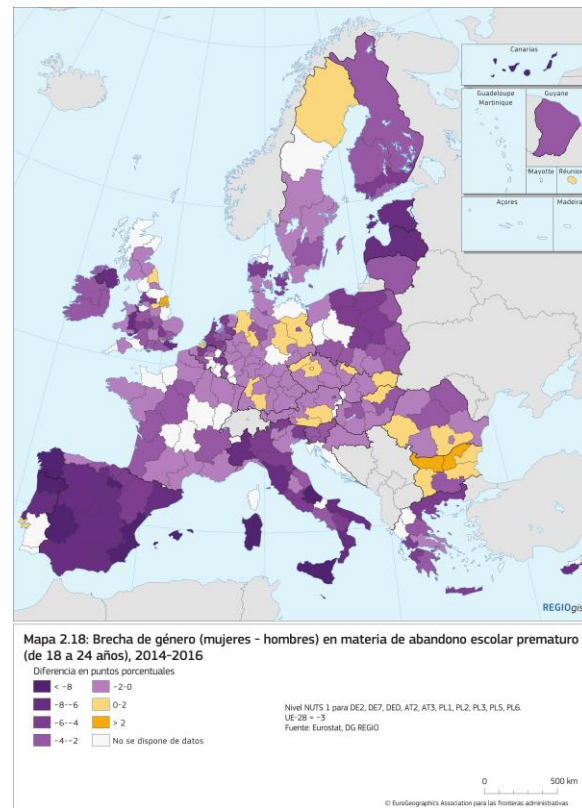 Canarias
Guadeloupe
Martinique
Guyane
Mayotte
Réunion
Açores
Madeira
REGIOgis
Mapa 2.18: Brecha de género (mujeres - hombres) en materia de abandono escolar prematuro
(de 18 a 24 años), 2014-2016
Diferencia en puntos porcentuales
< -8
-8--6
-6--4
-4--2
-2-0
0-2
> 2
No se dispone de datos
Nivel NUTS 1 para DE2, DE7, DED, AT2, AT3, PL1, PL2, PL3, PL5, PL6.
UE-28 = -3
Fuente: Eurostat, DG REGIO
0 500 km
© EuroGeographics Association para las fronteras administrativas